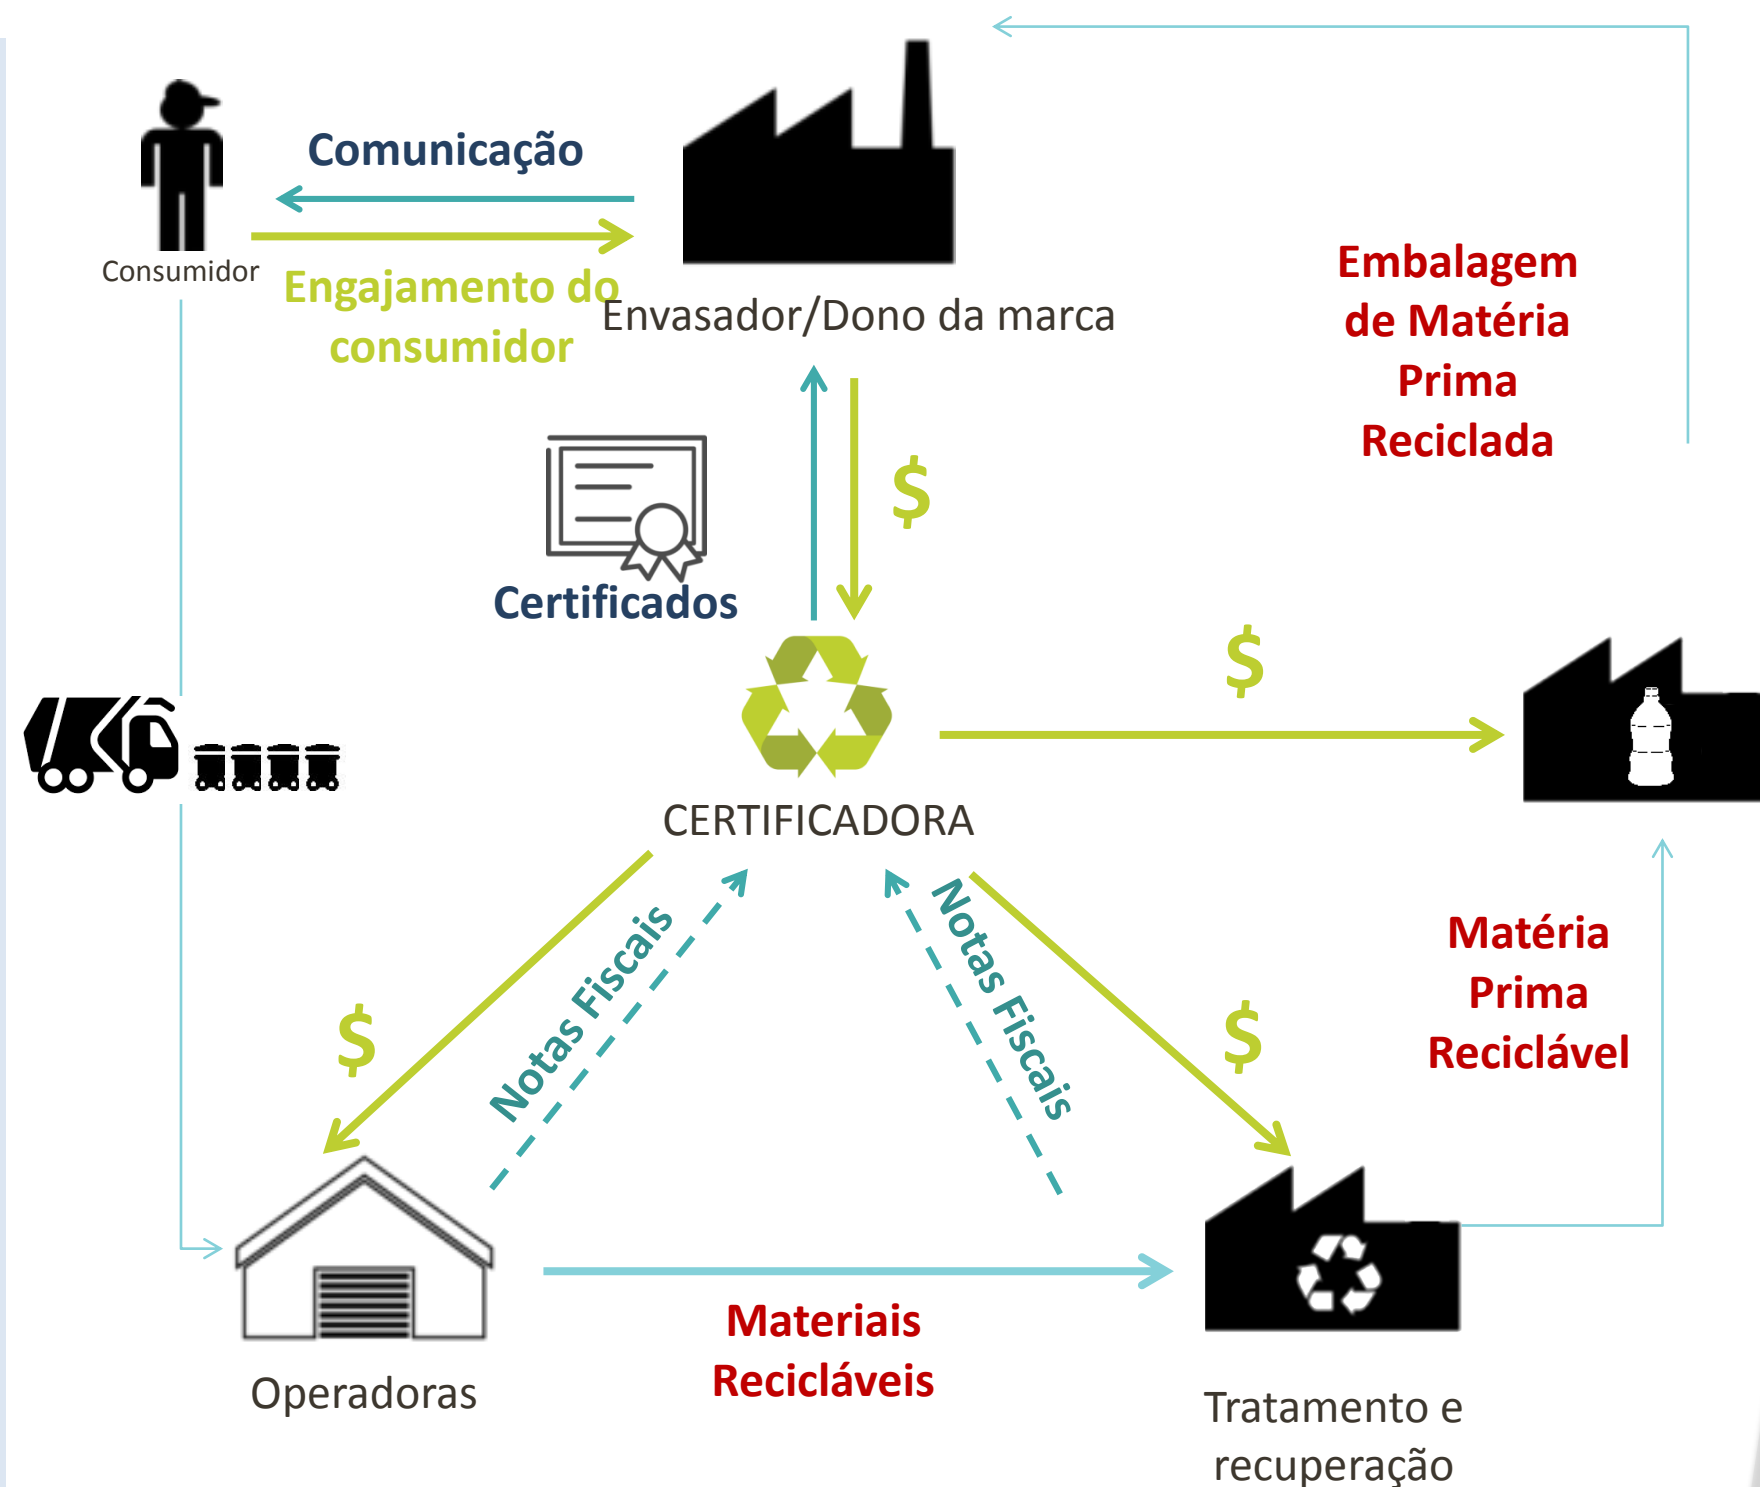 Comunicação
Consumidor
Engajamento do
consumidor
Envasador/Dono da marca
Embalagem
de Matéria
Prima
Reciclada
$
Certificados
$
CERTIFICADORA
Notas Fiscais
Notas Fiscais
$
$
Matéria
Prima
Reciclável
Materiais
Recicláveis
Operadoras
Tratamento e
recuperação